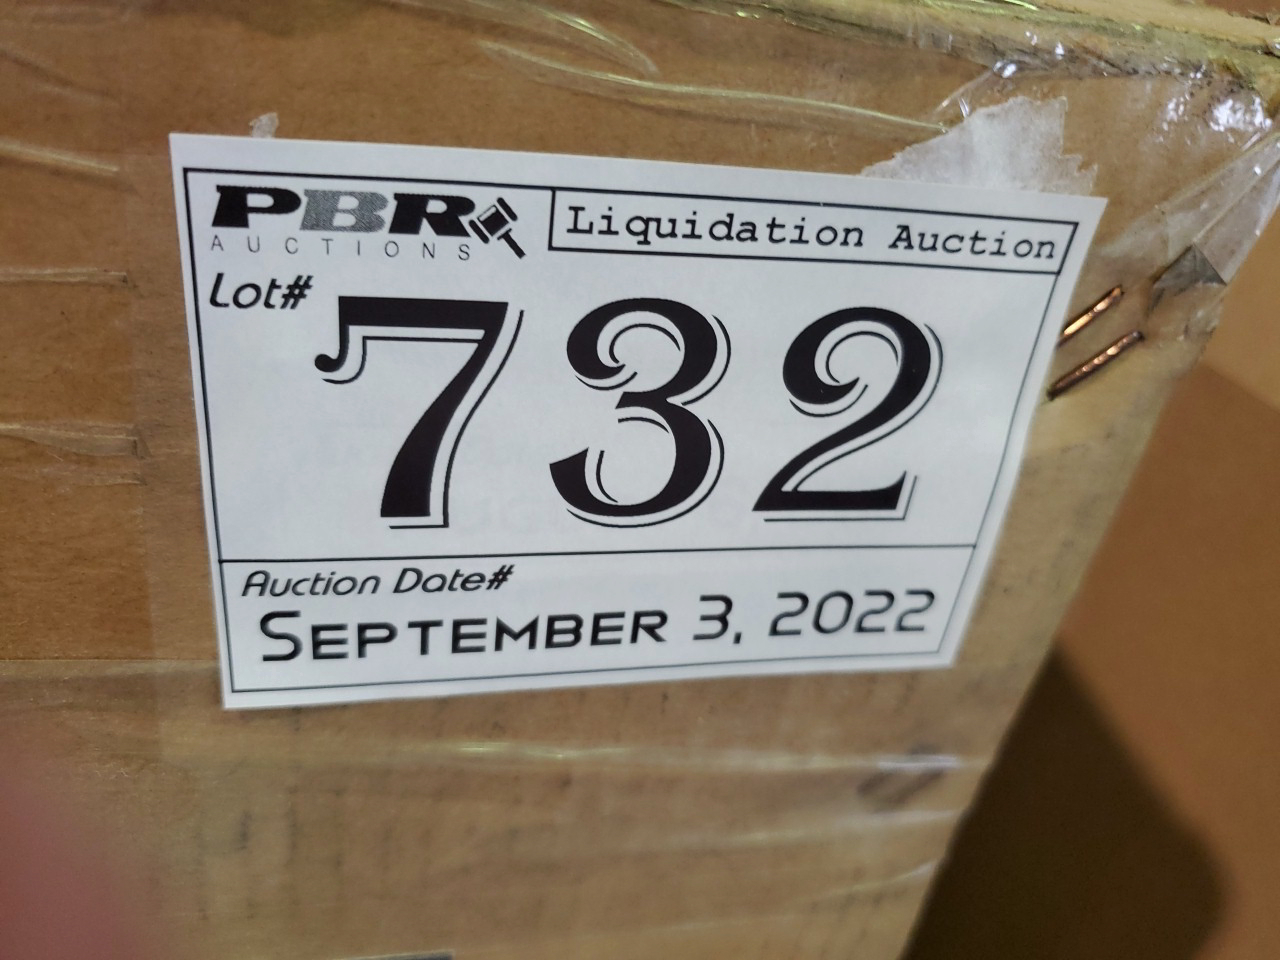 PBR
AUCTIONS
Liquidation Auction
Lot#
732
Auction Date#
September 3, 2022